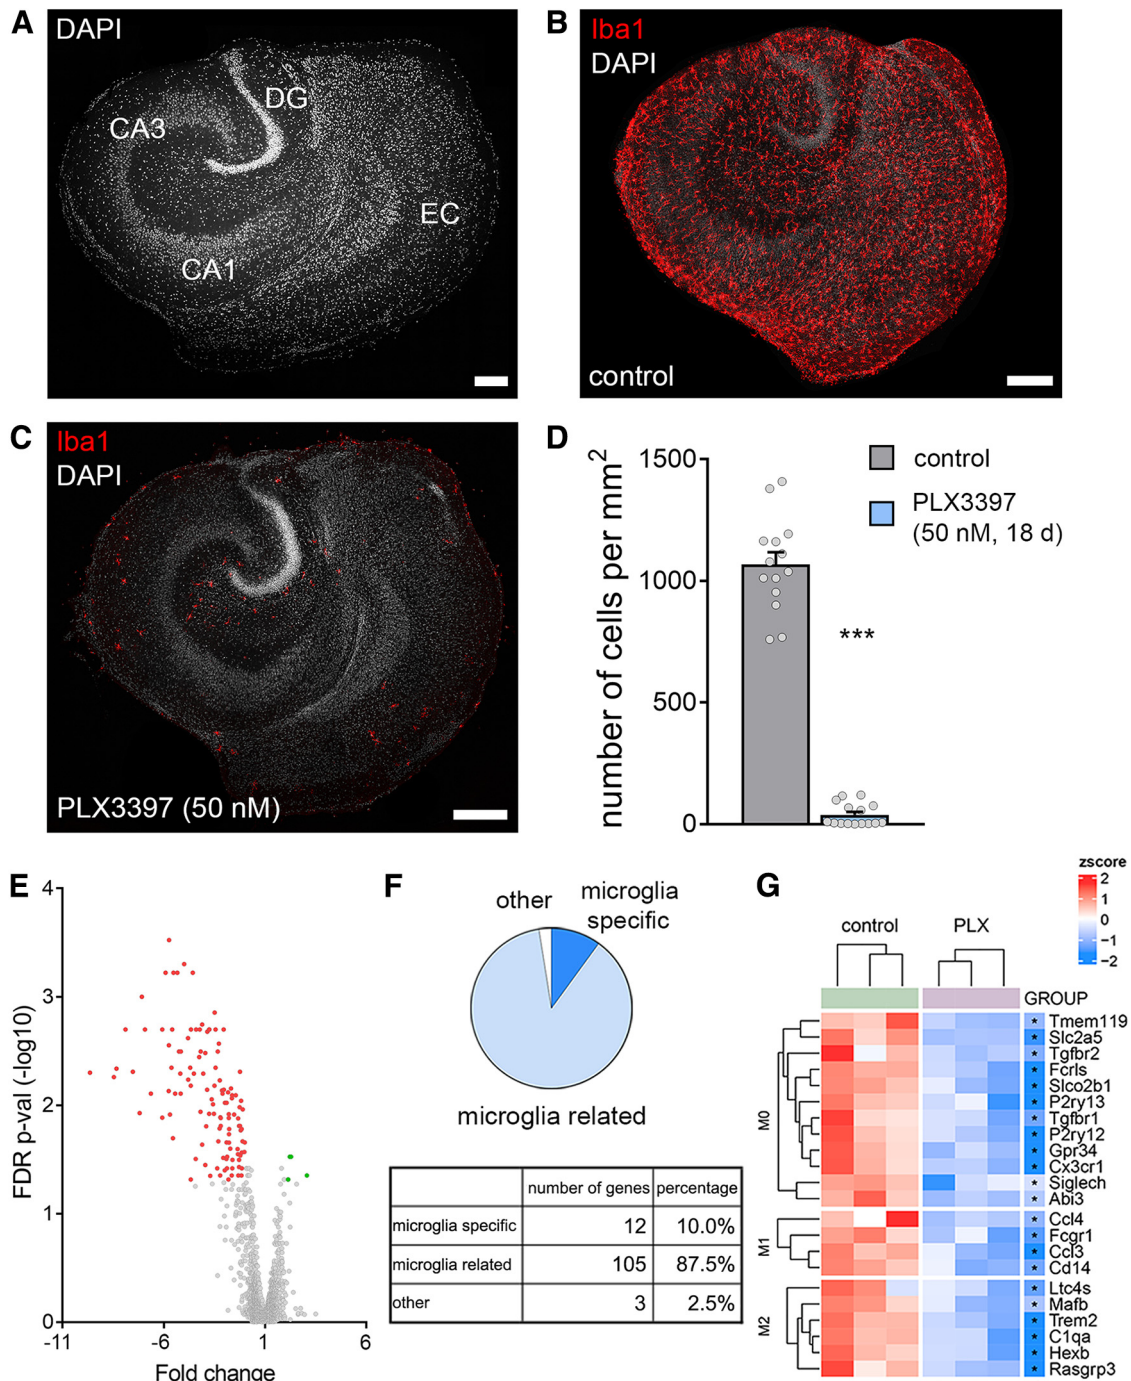 A
DAPI
DG
CA3
EC
CA1
B
Iba1
DAPI
control
C
Iba1
DAPI
PLX3397 (50 nM)
D
number of cells per mm2
1500
1000
500
0
control
PLX3397
(50 nM, 18 d)
***
E
FDR p-val (-log10)
4
3
2
1
0
-11
-6
1
6
Fold change
F
other
microglia
specific
microglia related
number of genes percentage
microglia specific 12 10.0%
microglia related 105 87.5%
other 3 2.5%
G
zscore
2
1
0
-1
-2
control
PLX
GROUP
M0
* Tmem119
* Slc2a5
* Tgfbr2
* Fcrls
* Slco2b1
* P2ry13
* Tgfbr1
* P2ry12
* Gpr34
* Cx3cr1
* Siglech
* Abi3
M1
* Ccl4
* Fcgr1
* Ccl3
* Cd14
M2
* Ltc4s
* Mafb
* Trem2
* C1qa
* Hexb
* Rasgrp3